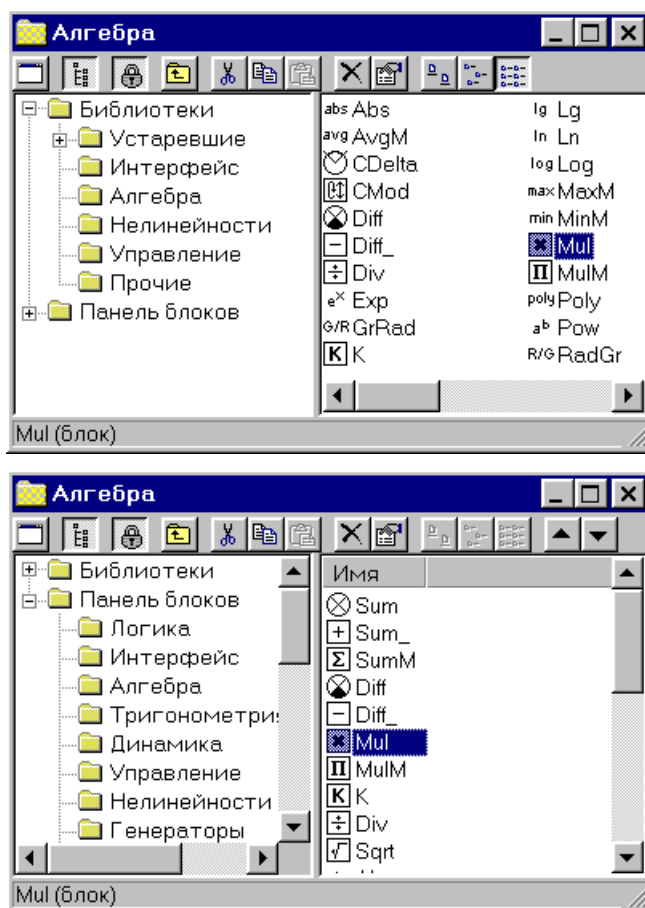 Алгебра
Библиотеки
Устаревшие
Интерфейс
Алгебра
Нелинейности
Управление
Прочие
Панель блоков
abs Abs
avg AvgM
CDelta
CMod
Diff
Diff_
Div
eˣ Exp
G/R GrRad
K K
lg Lg
ln Ln
log Log
max MaxM
min MinM
Mul
Π MulM
poly Poly
aᵇ Pow
R/G RadGr
Mul (блок)
Алгебра
Библиотеки
Панель блоков
Логика
Интерфейс
Алгебра
Тригонометри
Динамика
Управление
Нелинейности
Генераторы
Имя
Sum
+ Sum_
Σ SumM
Diff
Diff_
Mul
Π MulM
K K
÷ Div
√ Sqrt
Mul (блок)